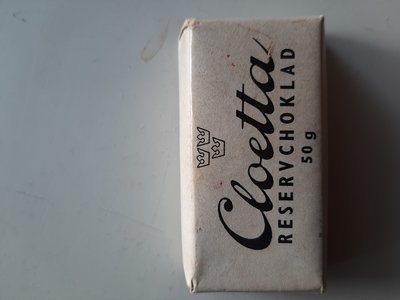 Cloetta
RESERVCHOKLAD
50 g